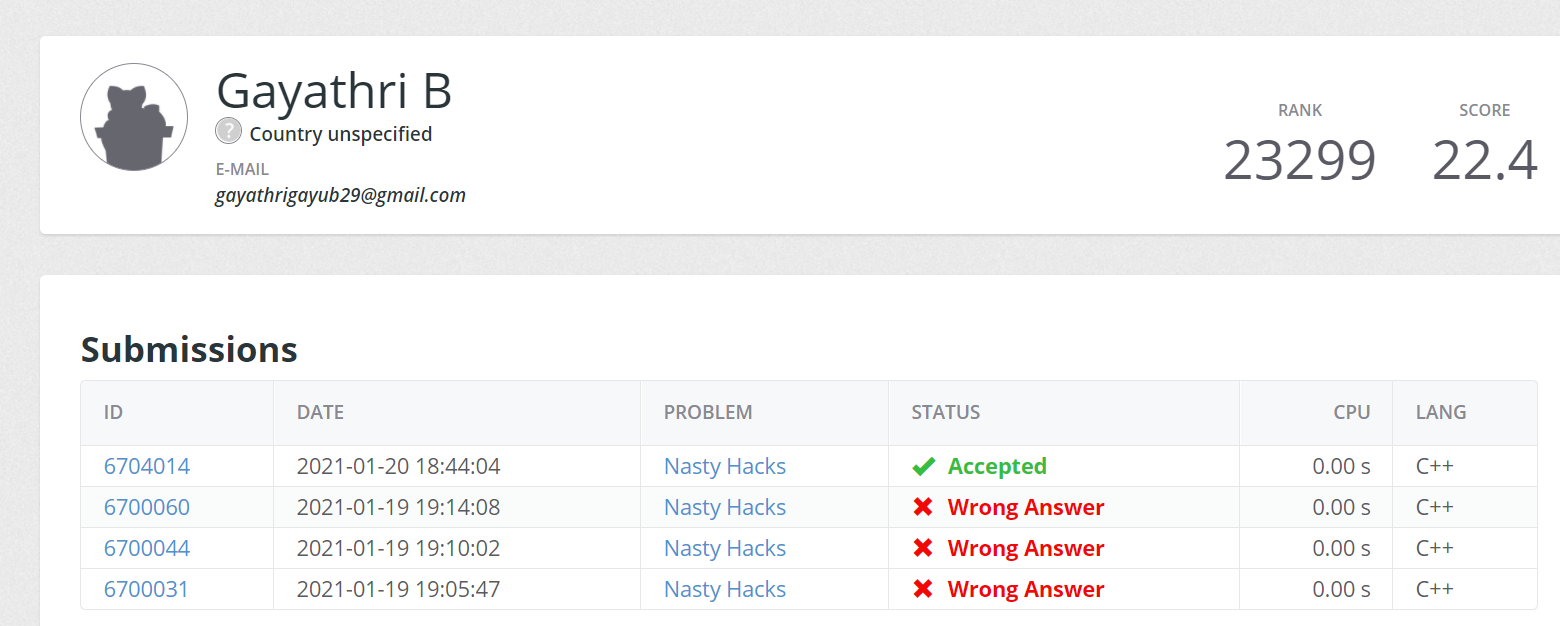 Gayathri B
? Country unspecified
E-MAIL
gayathrigayub29@gmail.com
RANK
23299
SCORE
22.4
Submissions
ID DATE PROBLEM STATUS CPU LANG
6704014 2021-01-20 18:44:04 Nasty Hacks Accepted 0.00 s C++
6700060 2021-01-19 19:14:08 Nasty Hacks Wrong Answer 0.00 s C++
6700044 2021-01-19 19:10:02 Nasty Hacks Wrong Answer 0.00 s C++
6700031 2021-01-19 19:05:47 Nasty Hacks Wrong Answer 0.00 s C++